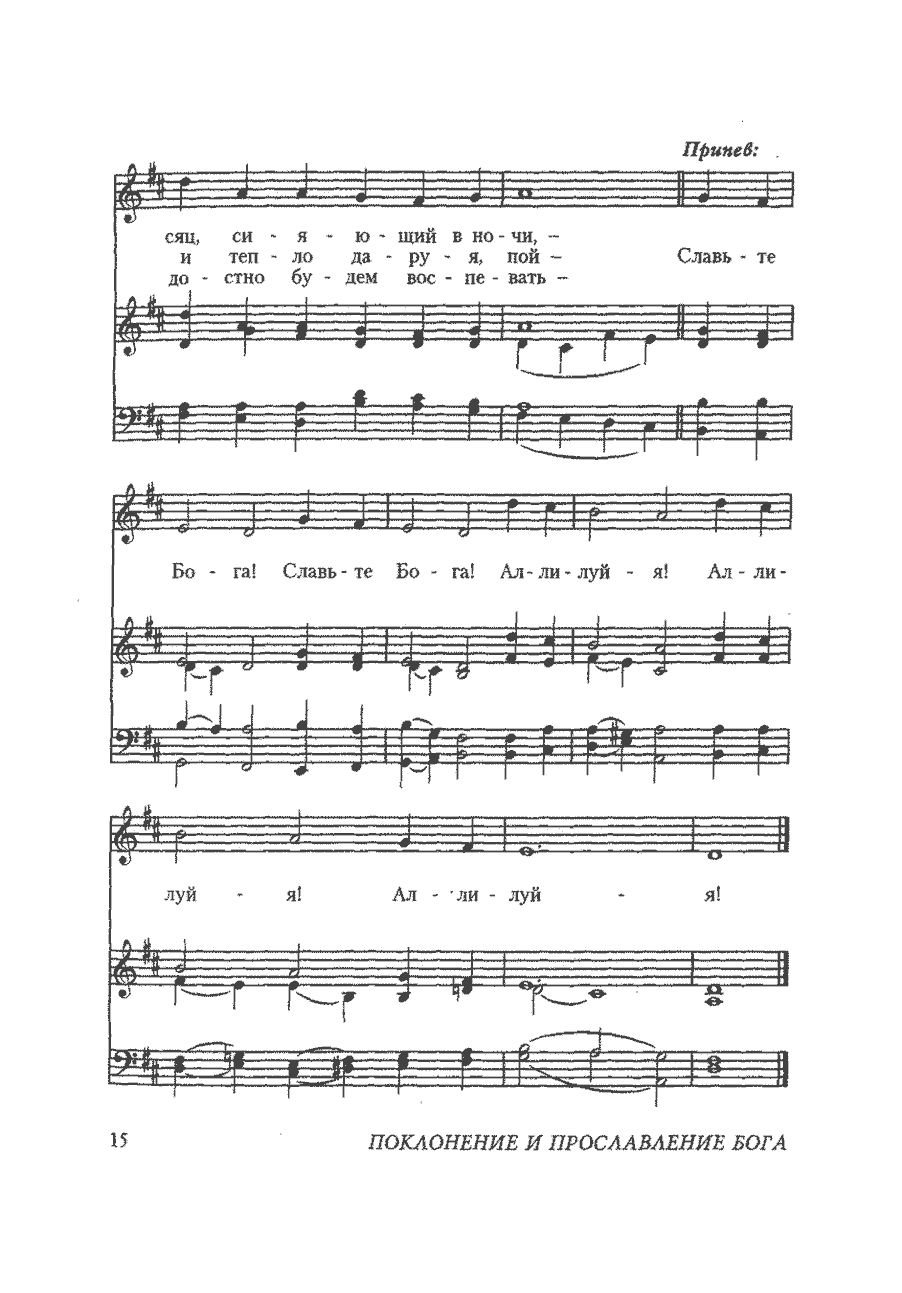 Припев:
сяц, си - я - ю - щий в но - чи, –
и теп - ло да - ру - я, пой – Славь - те
до - стно бу - дем вос - пе - вать –
Бо - га! Славь - те Бо - га! Ал - ли - луй - я! Ал - ли -
луй - я! Ал - ли - луй - я!
15 ПОКЛОНЕНИЕ И ПРОСЛАВЛЕНИЕ БОГА